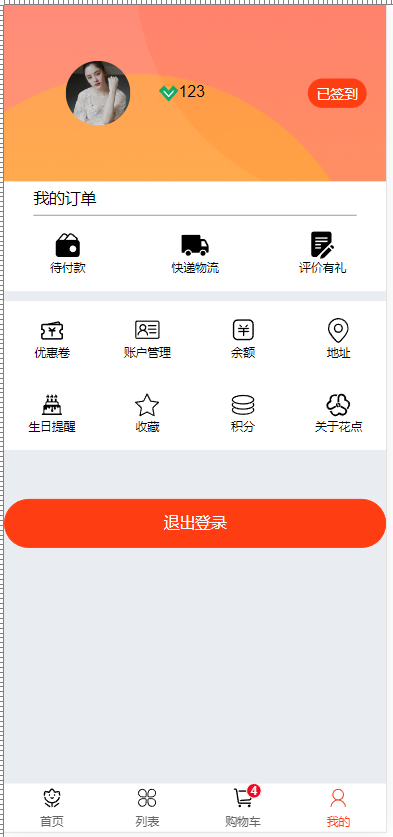 123
已签到
我的订单
待付款 快递物流 评价有礼
优惠卷 账户管理 余额 地址
生日提醒 收藏 积分 关于花点
退出登录
4
首页 列表 购物车 我的